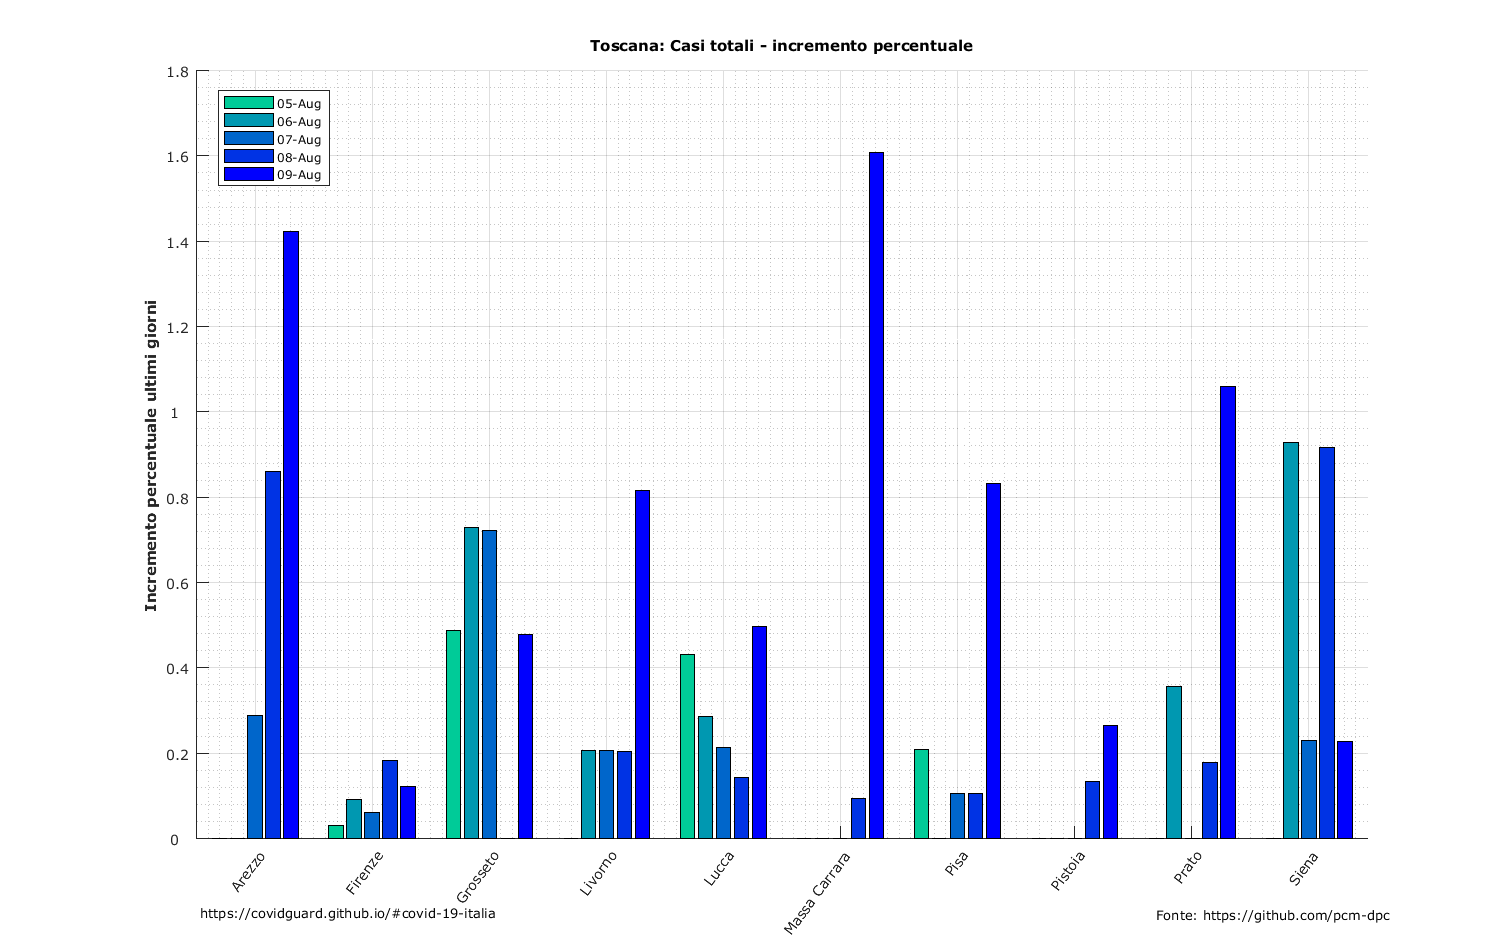 Toscana: Casi totali - incremento percentuale
Incremento percentuale ultimi giorni
1.8
1.6
1.4
1.2
1
0.8
0.6
0.4
0.2
0
05-Aug
06-Aug
07-Aug
08-Aug
09-Aug
Arezzo
Firenze
Grosseto
Livorno
Lucca
Massa Carrara
Pisa
Pistoia
Prato
Siena
https://covidguard.github.io/#covid-19-italia
Fonte: https://github.com/pcm-dpc